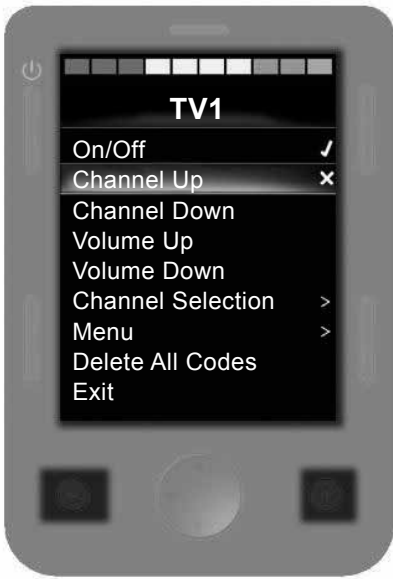 TV1
On/Off ✓
Channel Up ×
Channel Down
Volume Up
Volume Down
Channel Selection >
Menu >
Delete All Codes
Exit